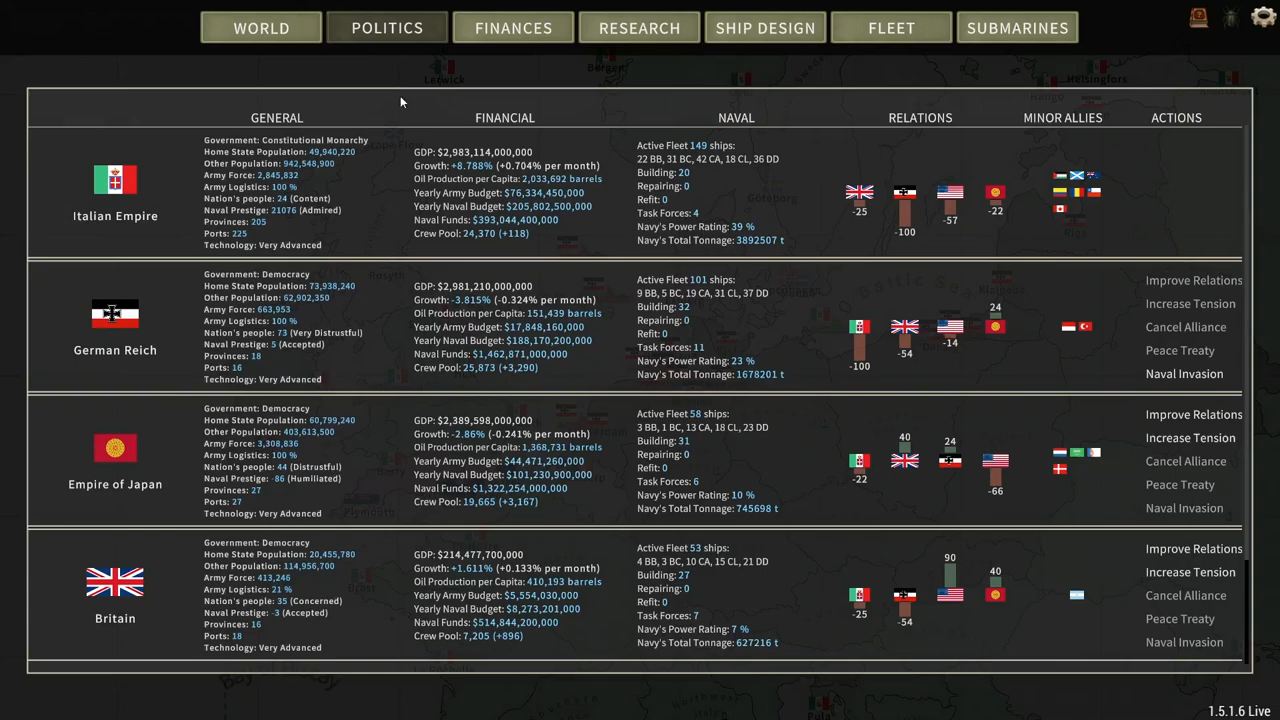 WORLD
POLITICS
FINANCES
RESEARCH
SHIP DESIGN
FLEET
SUBMARINES
GENERAL
FINANCIAL
NAVAL
RELATIONS
MINOR ALLIES
ACTIONS
Italian Empire
Government: Constitutional Monarchy
Home State Population: 49,940,220
Other Population: 942,548,900
Army Force: 2,845,832
Army Logistics: 100 %
Nation's people: 24 (Content)
Naval Prestige: 21076 (Admired)
Provinces: 205
Ports: 225
Technology: Very Advanced
GDP: $2,983,114,000,000
Growth: +8.788% (+0.704% per month)
Oil Production per Capita: 2,033,692 barrels
Yearly Army Budget: $76,334,450,000
Yearly Naval Budget: $205,802,500,000
Naval Funds: $393,044,400,000
Crew Pool: 24,370 (+118)
Active Fleet 149 ships:
22 BB, 31 BC, 42 CA, 18 CL, 36 DD
Building: 20
Repairing: 0
Refit: 0
Task Forces: 4
Navy's Power Rating: 39 %
Navy's Total Tonnage: 3892507 t
-25
-100
-57
-22
German Reich
Government: Democracy
Home State Population: 73,938,240
Other Population: 62,902,350
Army Force: 663,953
Army Logistics: 100 %
Nation's people: 73 (Very Distrustful)
Naval Prestige: 5 (Accepted)
Provinces: 18
Ports: 16
Technology: Very Advanced
GDP: $2,981,210,000,000
Growth: -3.815% (-0.324% per month)
Oil Production per Capita: 151,439 barrels
Yearly Army Budget: $17,848,160,000
Yearly Naval Budget: $188,170,200,000
Naval Funds: $1,462,871,000,000
Crew Pool: 25,873 (+3,290)
Active Fleet 101 ships:
9 BB, 5 BC, 19 CA, 31 CL, 37 DD
Building: 32
Repairing: 0
Refit: 0
Task Forces: 11
Navy's Power Rating: 23 %
Navy's Total Tonnage: 1678201 t
-100
-54
-14
24
Improve Relations
Increase Tension
Cancel Alliance
Peace Treaty
Naval Invasion
Empire of Japan
Government: Democracy
Home State Population: 60,799,240
Other Population: 403,613,500
Army Force: 3,308,836
Army Logistics: 100 %
Nation's people: 44 (Distrustful)
Naval Prestige: -86 (Humiliated)
Provinces: 27
Ports: 27
Technology: Very Advanced
GDP: $2,389,598,000,000
Growth: -2.86% (-0.241% per month)
Oil Production per Capita: 1,368,731 barrels
Yearly Army Budget: $44,471,260,000
Yearly Naval Budget: $101,230,900,000
Naval Funds: $1,322,254,000,000
Crew Pool: 19,665 (+3,167)
Active Fleet 58 ships:
3 BB, 1 BC, 13 CA, 18 CL, 23 DD
Building: 31
Repairing: 0
Refit: 0
Task Forces: 6
Navy's Power Rating: 10 %
Navy's Total Tonnage: 745698 t
-22
40
24
-66
Improve Relations
Increase Tension
Cancel Alliance
Peace Treaty
Naval Invasion
Britain
Government: Democracy
Home State Population: 20,455,780
Other Population: 114,956,700
Army Force: 413,246
Army Logistics: 21 %
Nation's people: 35 (Concerned)
Naval Prestige: -3 (Accepted)
Provinces: 16
Ports: 18
Technology: Very Advanced
GDP: $214,477,700,000
Growth: +1.611% (+0.133% per month)
Oil Production per Capita: 410,193 barrels
Yearly Army Budget: $5,554,030,000
Yearly Naval Budget: $8,273,201,000
Naval Funds: $514,844,200,000
Crew Pool: 7,205 (+896)
Active Fleet 53 ships:
4 BB, 3 BC, 10 CA, 15 CL, 21 DD
Building: 27
Repairing: 0
Refit: 0
Task Forces: 7
Navy's Power Rating: 7 %
Navy's Total Tonnage: 627216 t
-25
-54
90
40
Improve Relations
Increase Tension
Cancel Alliance
Peace Treaty
Naval Invasion
1.5.1.6 Live